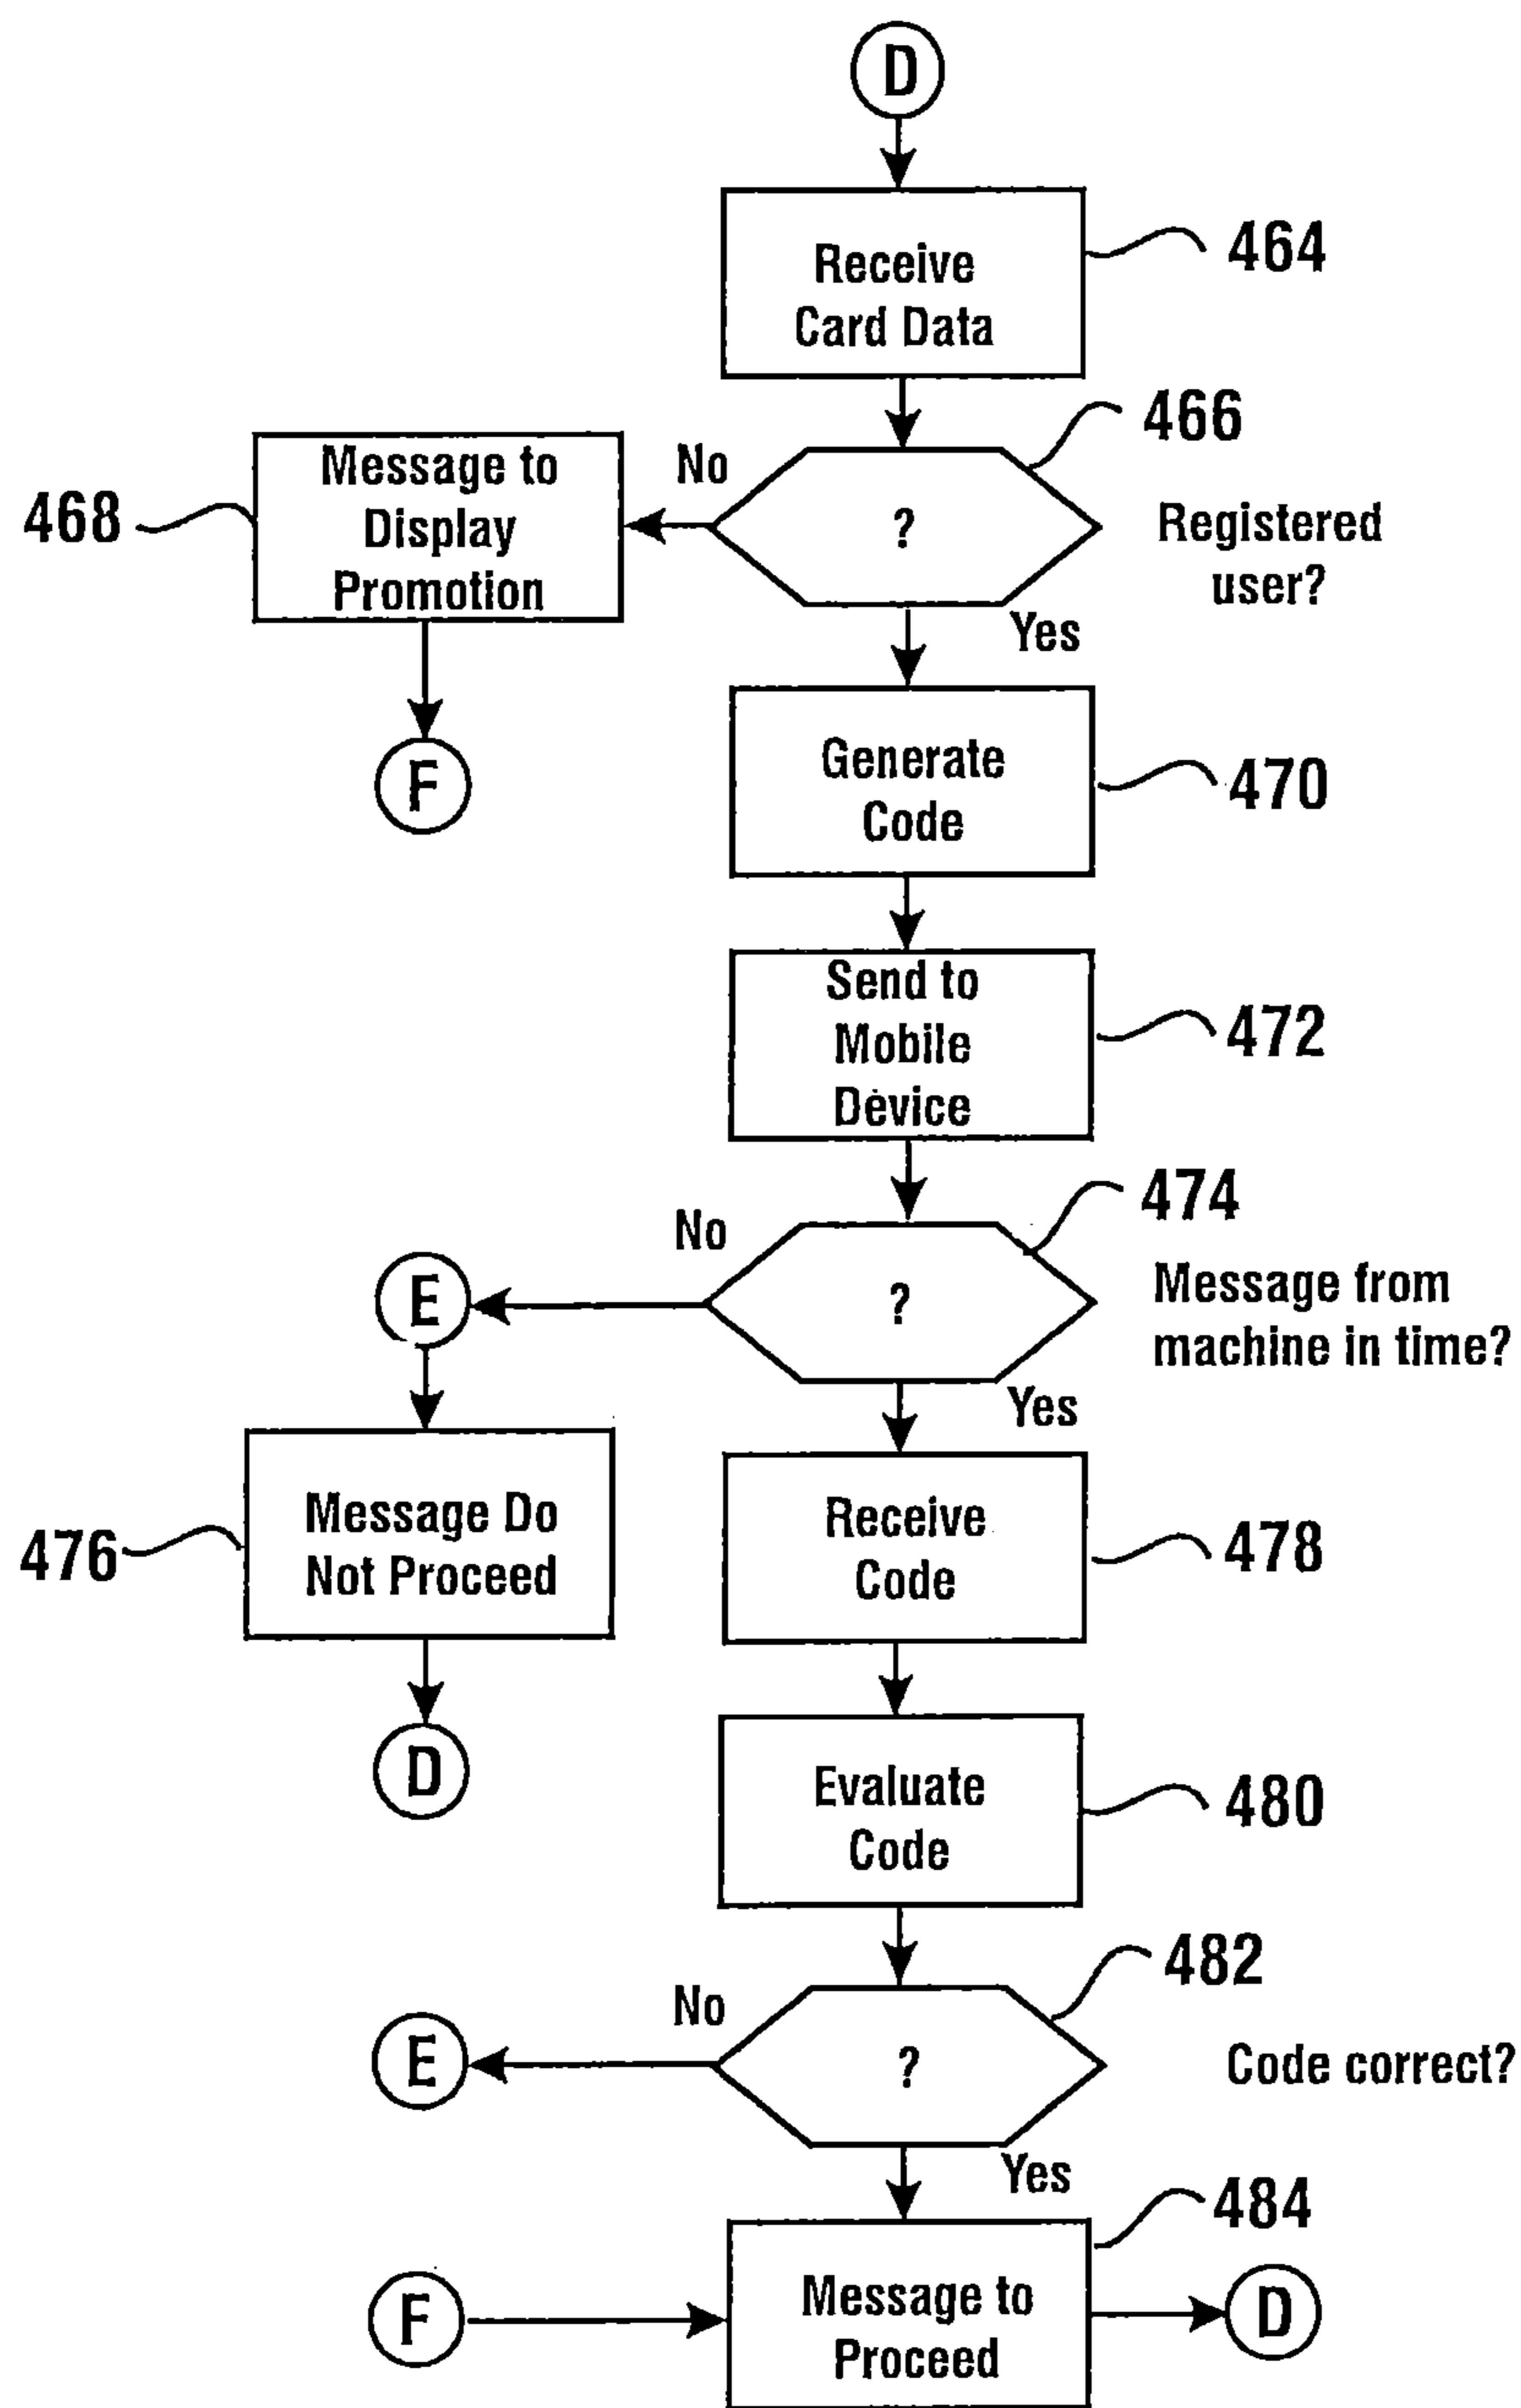 D
Receive
Card Data
464
466
No
?
Registered
user?
Message to
Display
Promotion
468
Yes
F
Generate
Code
470
Send to
Mobile
Device
472
474
No
E
?
Message from
machine in time?
Yes
Message Do
Not Proceed
476
Receive
Code
478
D
Evaluate
Code
480
482
No
E
?
Code correct?
Yes
484
F
Message to
Proceed
D